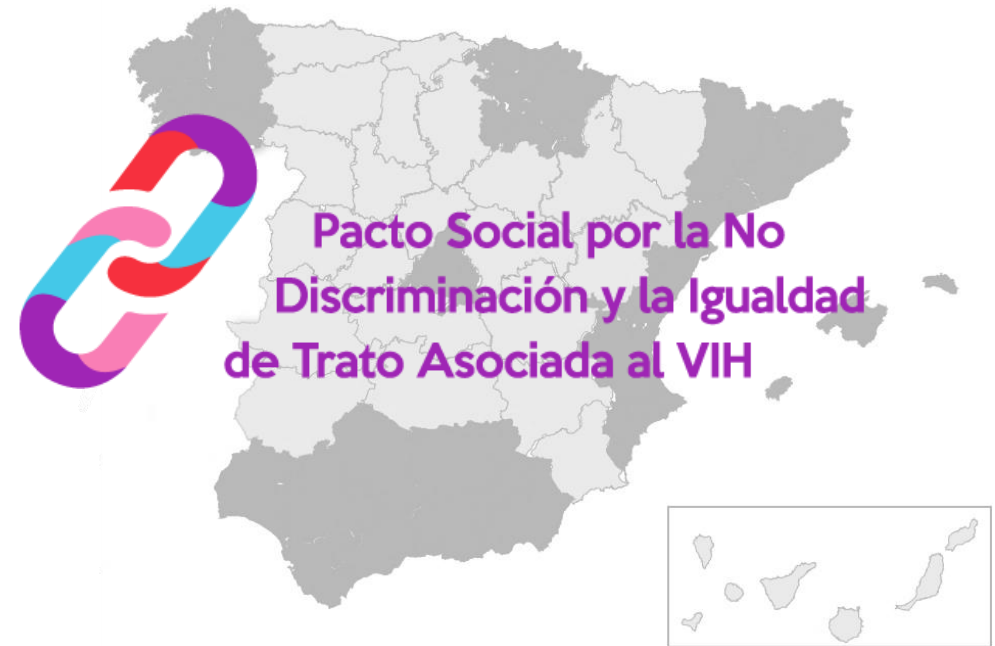 Pacto Social por la No
Discriminación y la Igualdad
de Trato Asociada al VIH